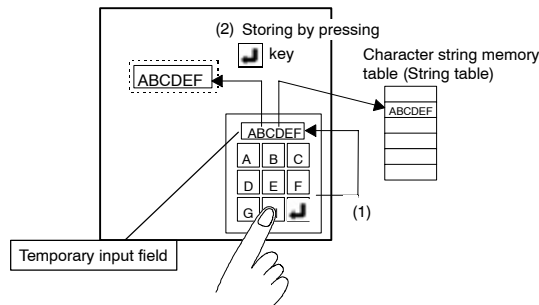 (2) Storing by pressing
key
Character string memory
table (String table)
ABCDEF
ABCDEF
ABCDEF
A B C
D E F
G
(1)
Temporary input field